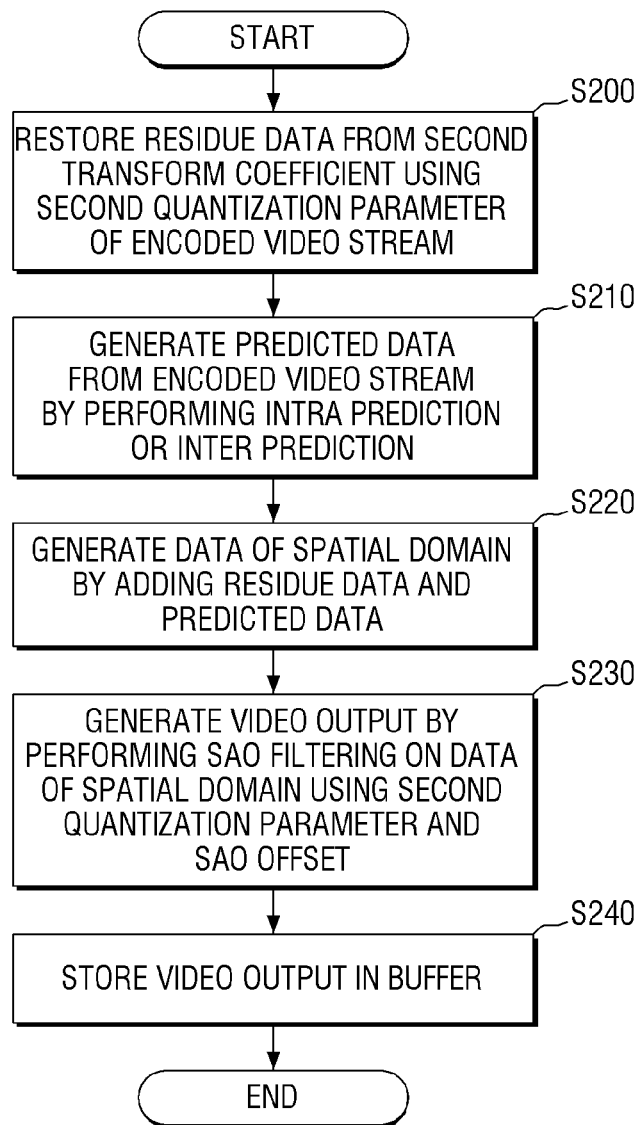 START
S200
RESTORE RESIDUE DATA FROM SECOND
TRANSFORM COEFFICIENT USING
SECOND QUANTIZATION PARAMETER
OF ENCODED VIDEO STREAM
S210
GENERATE PREDICTED DATA
FROM ENCODED VIDEO STREAM
BY PERFORMING INTRA PREDICTION
OR INTER PREDICTION
S220
GENERATE DATA OF SPATIAL DOMAIN
BY ADDING RESIDUE DATA AND
PREDICTED DATA
S230
GENERATE VIDEO OUTPUT BY
PERFORMING SAO FILTERING ON DATA
OF SPATIAL DOMAIN USING SECOND
QUANTIZATION PARAMETER AND
SAO OFFSET
S240
STORE VIDEO OUTPUT IN BUFFER
END